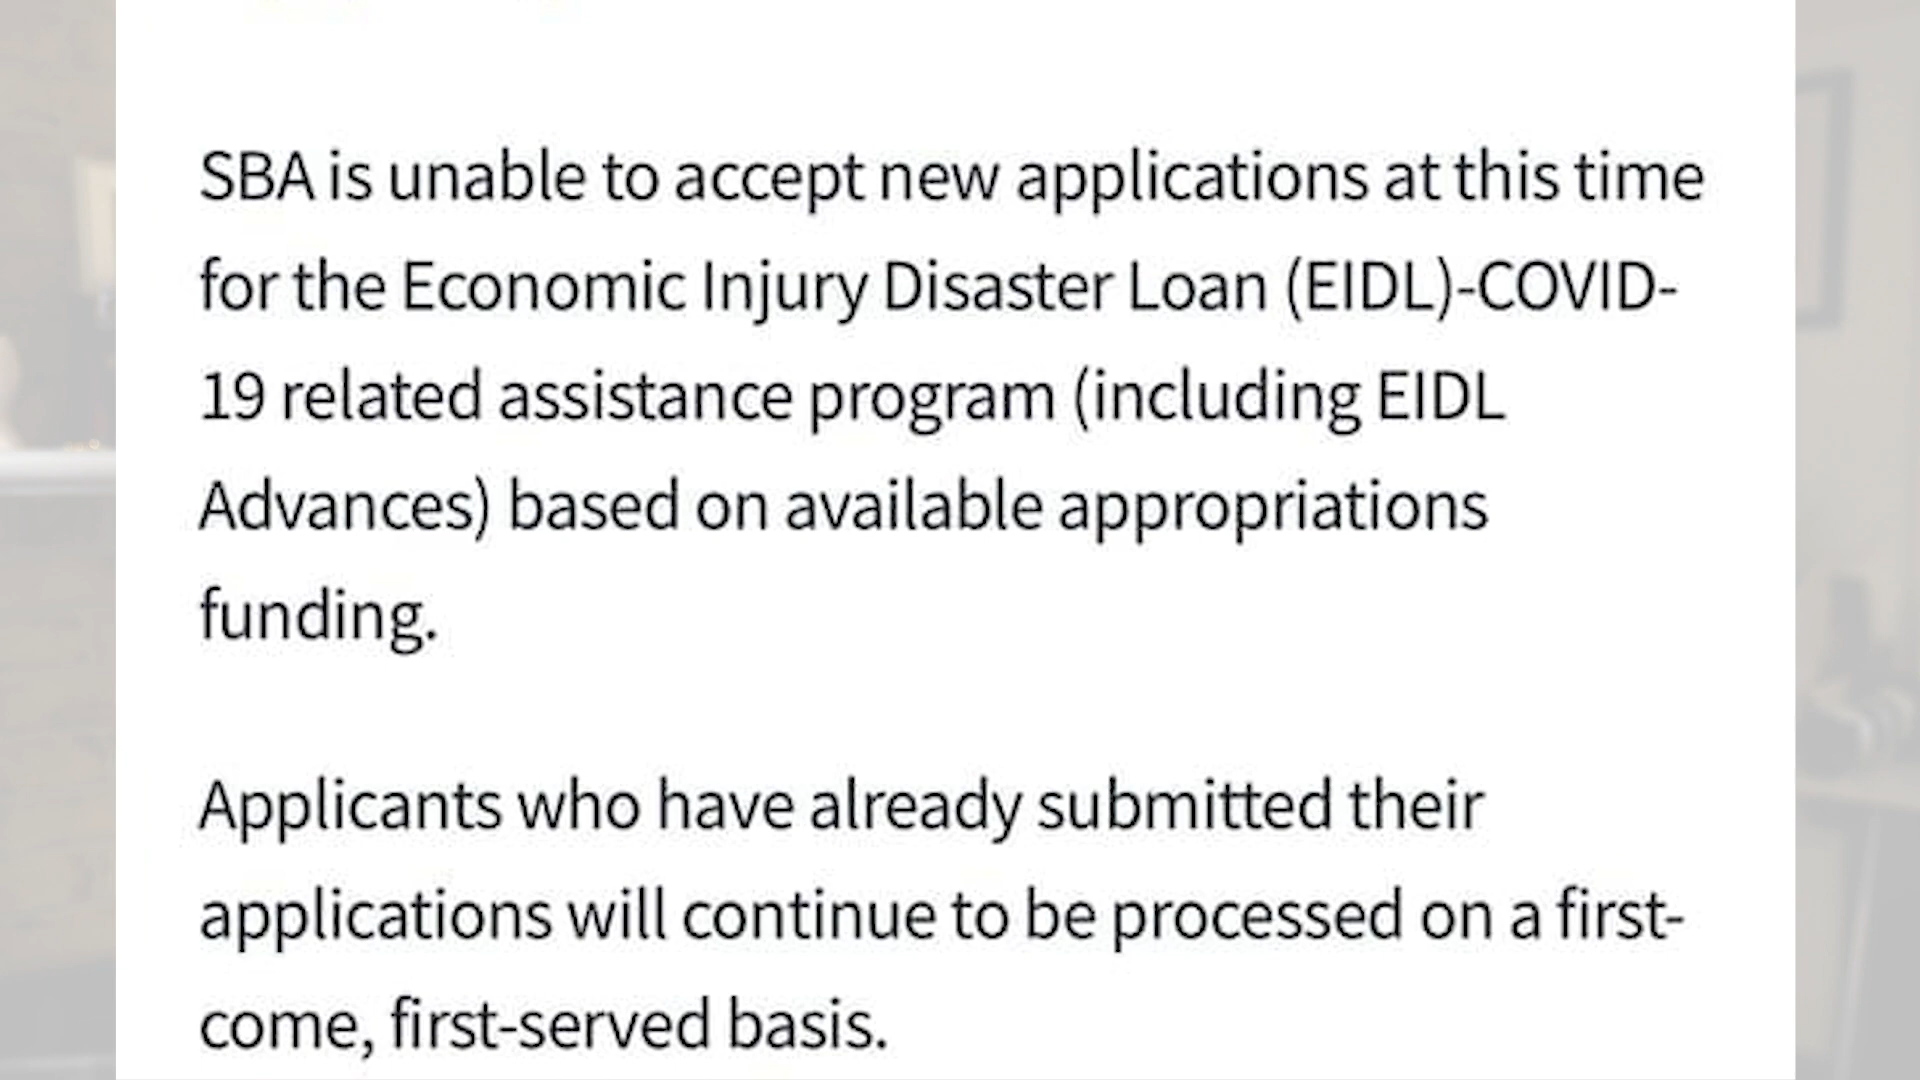 SBA is unable to accept new applications at this time
for the Economic Injury Disaster Loan (EIDL)-COVID-
19 related assistance program (including EIDL
Advances) based on available appropriations
funding.
Applicants who have already submitted their
applications will continue to be processed on a first-
come, first-served basis.